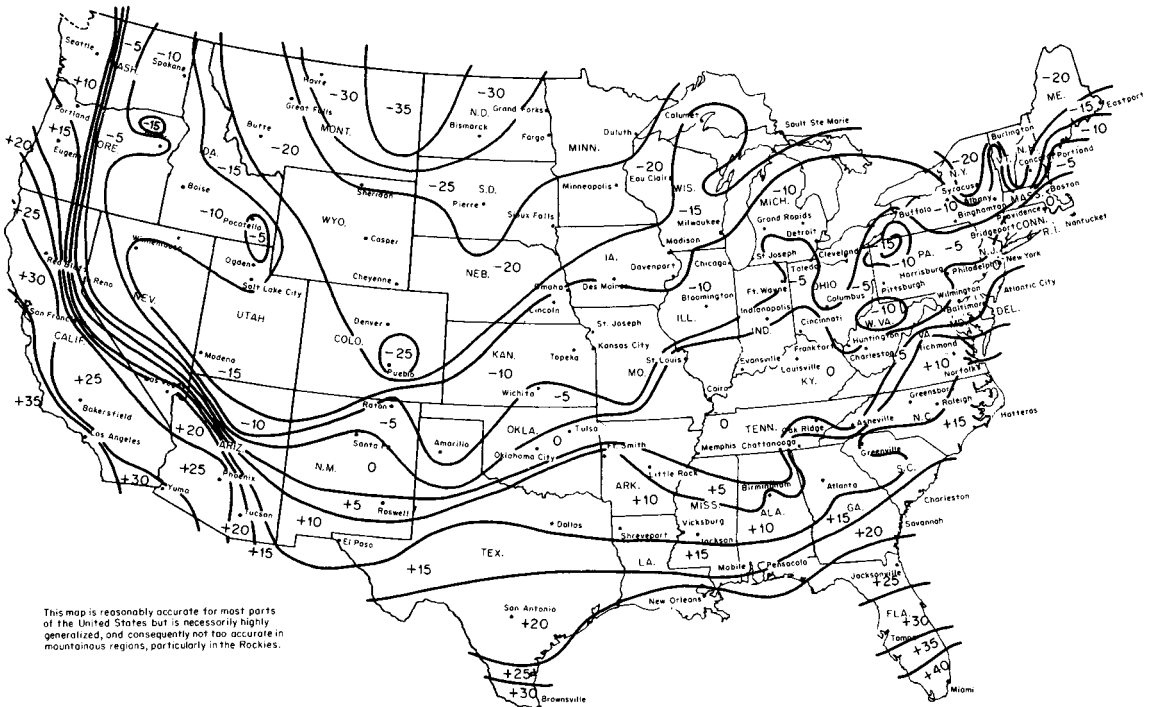 Seattle
-5
-10
WASH.
Spokane
+10
Portland
+15
+20
Eugene
-5
ORE
-15
IDA.
-15
Boise
-10
Pocatello
-5
Havre
-30
-35
Great Falls
MONT.
Butte
-20
-30
N.D.
Grand Forks
Bismarck
Fargo
Duluth
MINN.
Calumet
Sault Ste Marie
-20
Eau Claire
WIS.
Minneapolis
-15
Milwaukee
Madison
-10
MICH.
Grand Rapids
Detroit
-25
S.D.
Pierre
Sioux Falls
Sheridan
WYO.
Casper
Cheyenne
+25
Winnemucca
Ogden
Salt Lake City
Red Bluff
Reno
+30
NEV.
UTAH
San Francisco
CALIF.
+25
Modena
-15
Las Vegas
+35
Bakersfield
Los Angeles
+20
ARIZ.
+25
Phoenix
+30
Yuma
Tucson
+20
+15
Denver
COLO.
-25
Pueblo
-10
Raton
-5
Santa Fe
N.M.
0
+5
Roswell
+10
El Paso
NEB.
-20
Omaha
Lincoln
IA.
Des Moines
Davenport
Chicago
-10
Bloomington
ILL.
St. Joseph
Kansas City
KAN.
Topeka
-10
Wichita
-5
MO.
St Louis
Cairo
Amarillo
OKLA.
0
Tulsa
Oklahoma City
Ft. Smith
ARK.
+10
Little Rock
+5
MISS.
Vicksburg
Jackson
+15
Dallas
TEX.
+15
San Antonio
+20
+25
+30
Brownsville
Shreveport
LA.
New Orleans
Mobile
Pensacola
St Joseph
Toledo
Cleveland
Ft. Wayne
-5
OHIO
-5
Columbus
Indianapolis
IND.
Cincinnati
Evansville
Louisville
Frankfort
KY.
0
0
TENN.
Oak Ridge
Memphis
Chattanooga
Birmingham
ALA.
+10
Atlanta
GA.
+15
+20
Greenville
S.C.
Charleston
Savannah
Jacksonville
+25
FLA.
+30
Tampa
+35
+40
Miami
-20
ME.
-15
Eastport
-10
Burlington
VT.
N.H.
Concord
Portland
-5
-20
N.Y.
Syracuse
Albany
MASS.
Boston
Buffalo
-10
Binghamton
Providence
0
Bridgeport
CONN.
R.I.
Nantucket
-15
PA.
-5
-10
N.J.
Harrisburg
Philadelphia
0
New York
Pittsburgh
Wilmington
Atlantic City
Baltimore
MD.
DEL.
-10
W.VA.
Huntington
Charleston
VA.
Richmond
+10
Norfolk
Greensboro
Raleigh
N.C.
Asheville
+15
Hatteras
This map is reasonably accurate for most parts
of the United States but is necessarily highly
generalized, and consequently not too accurate in
mountainous regions, particularly in the Rockies.